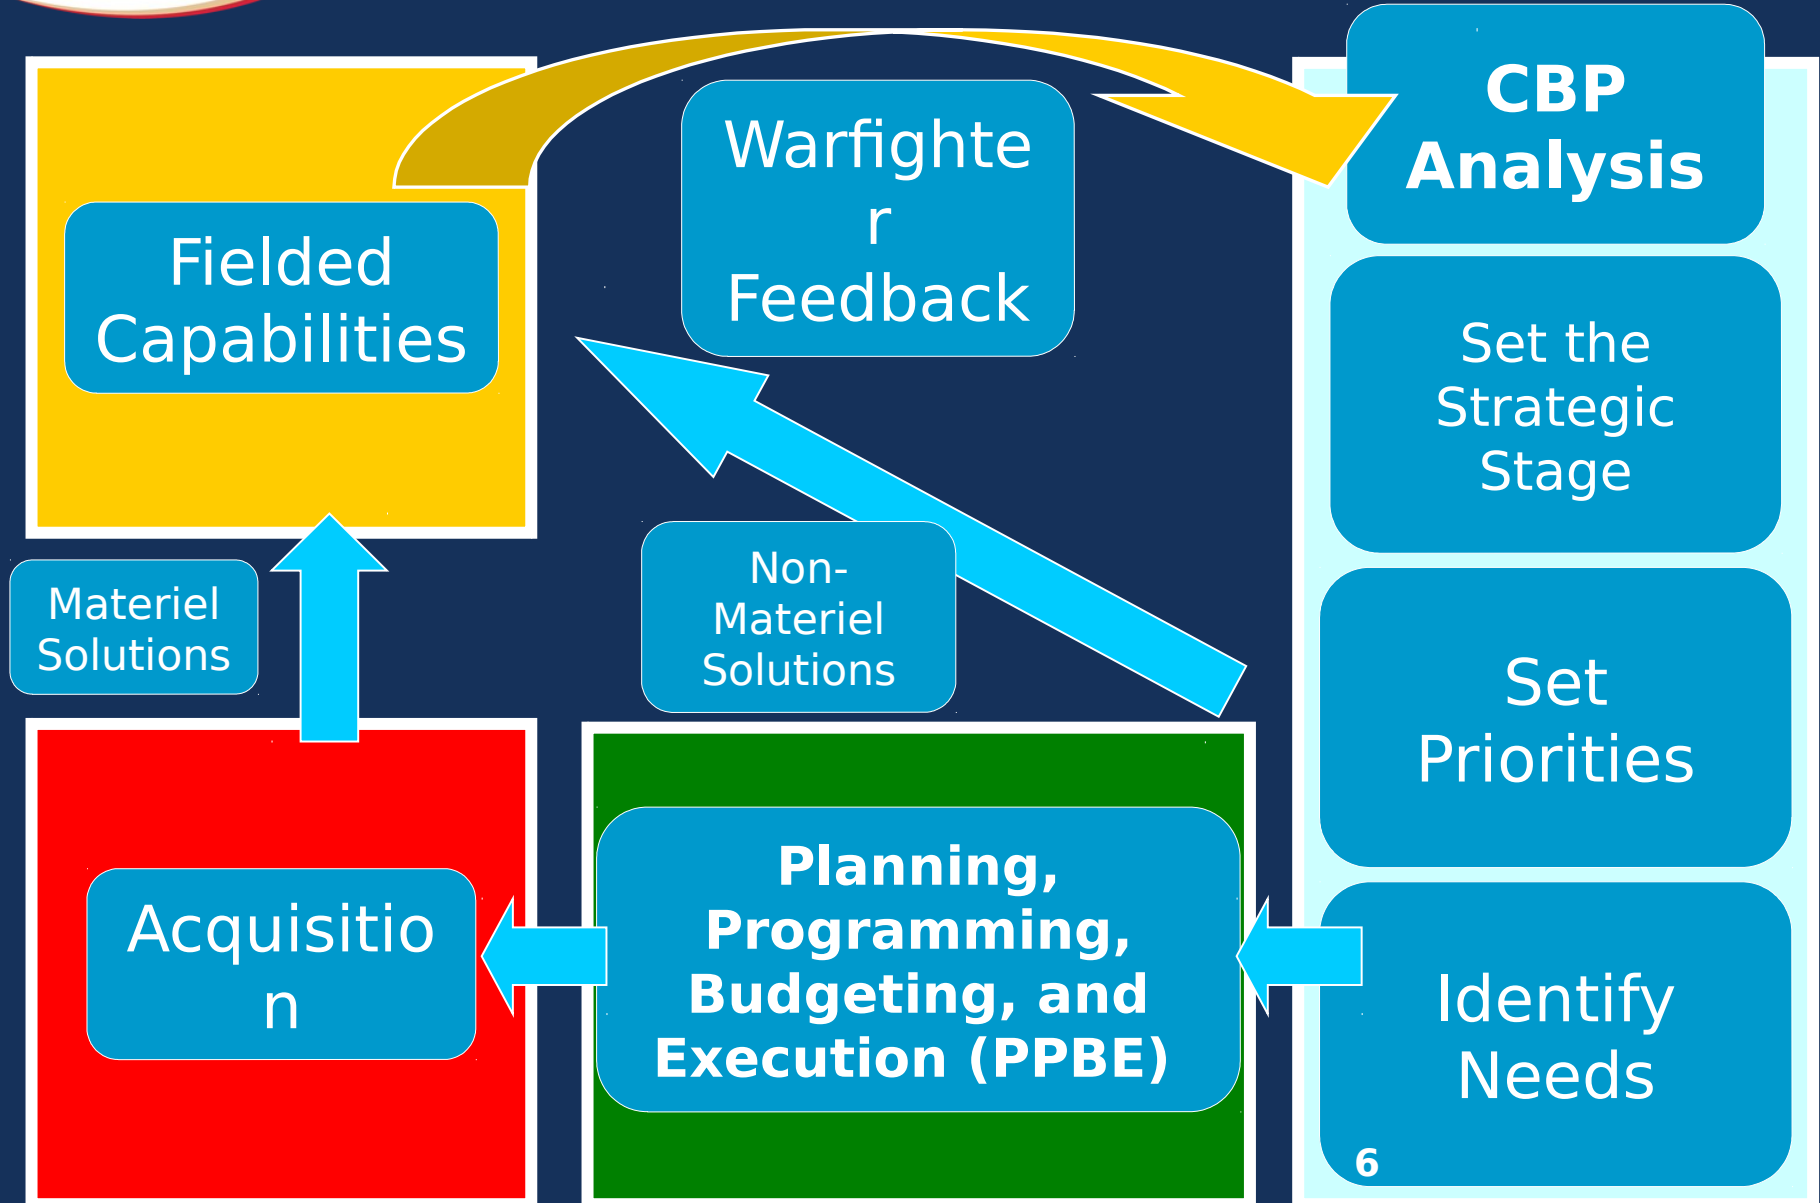 CBP
Analysis
Warfighte
r
Feedback
Fielded
Capabilities
Set the
Strategic
Stage
Materiel
Solutions
Non-
Materiel
Solutions
Set
Priorities
Acquisitio
n
Planning,
Programming,
Budgeting, and
Execution (PPBE)
Identify
Needs
6